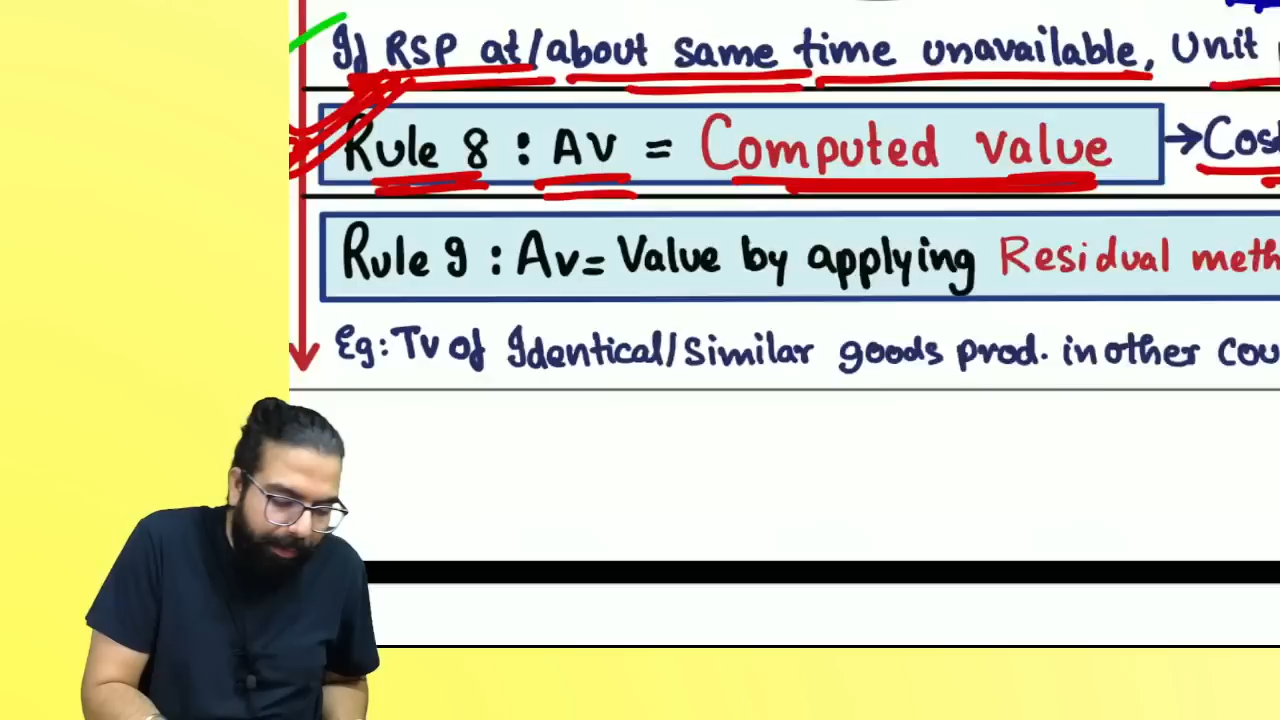 If RSP at/about same time unavailable, Unit
Rule 8 : AV = Computed value → Cos
Rule 9 : Av = Value by applying Residual meth
Eg: Tv of Identical/Similar goods prod. in other cou